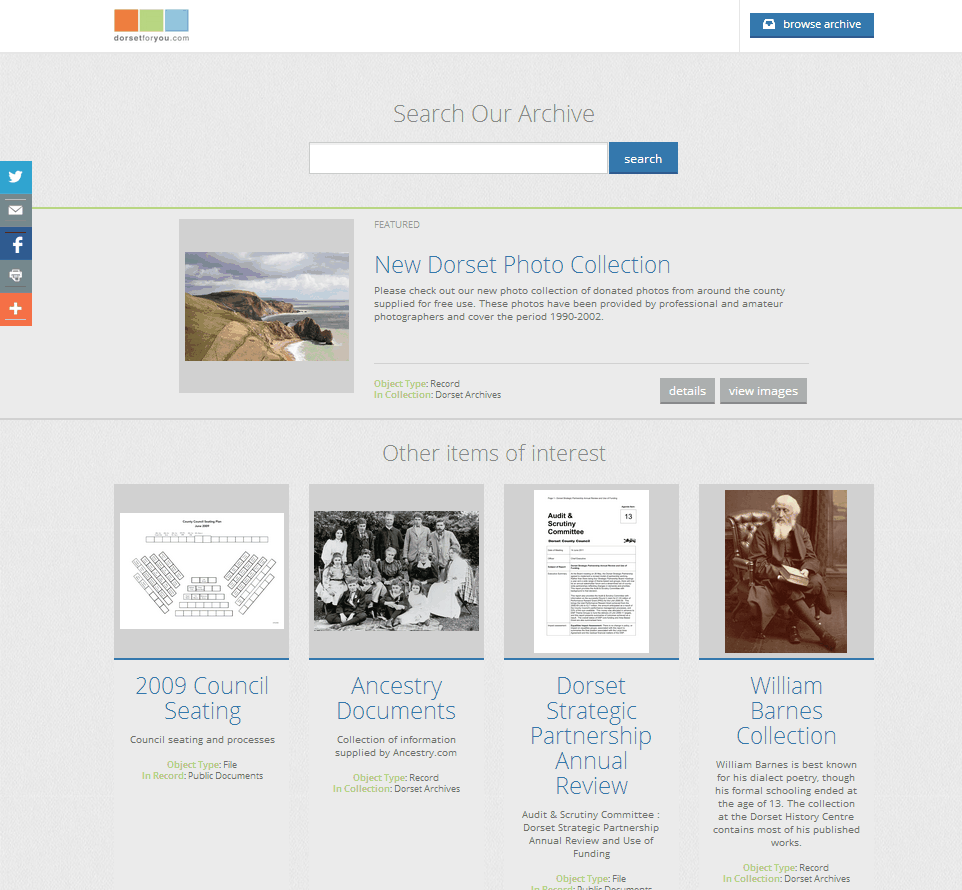 dorsetforyou.com
browse archive
Search Our Archive
search
FEATURED
New Dorset Photo Collection
Please check out our new photo collection of donated photos from around the county
supplied for free use. These photos have been provided by professional and amateur
photographers and cover the period 1990-2002.
Object Type: Record
In Collection: Dorset Archives
details
view images
Other items of interest
County Council Seating Plan
June 2009
Audit &
Scrutiny
Committee
13
Dorset County Council
2009 Council
Seating
Council seating and processes
Object Type: File
In Record: Public Documents
Ancestry
Documents
Collection of information
supplied by Ancestry.com
Object Type: Record
In Collection: Dorset Archives
Dorset
Strategic
Partnership
Annual
Review
Audit & Scrutiny Committee :
Dorset Strategic Partnership
Annual Review and Use of
Funding
Object Type: File
In Record: Public Documents
William
Barnes
Collection
William Barnes is best known
for his dialect poetry, though
his formal schooling ended at
the age of 13. The collection
at the Dorset History Centre
contains most of his published
works.
Object Type: Record
In Collection: Dorset Archives